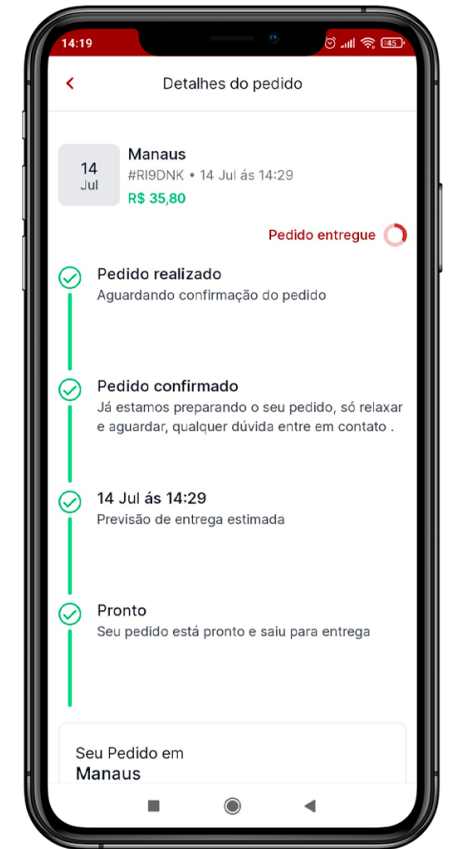 14:19
45
Detalhes do pedido
14
Jul
Manaus
#RI9DNK • 14 Jul ás 14:29
R$ 35,80
Pedido entregue
Pedido realizado
Aguardando confirmação do pedido
Pedido confirmado
Já estamos preparando o seu pedido, só relaxar
e aguardar, qualquer dúvida entre em contato .
14 Jul ás 14:29
Previsão de entrega estimada
Pronto
Seu pedido está pronto e saiu para entrega
Seu Pedido em
Manaus